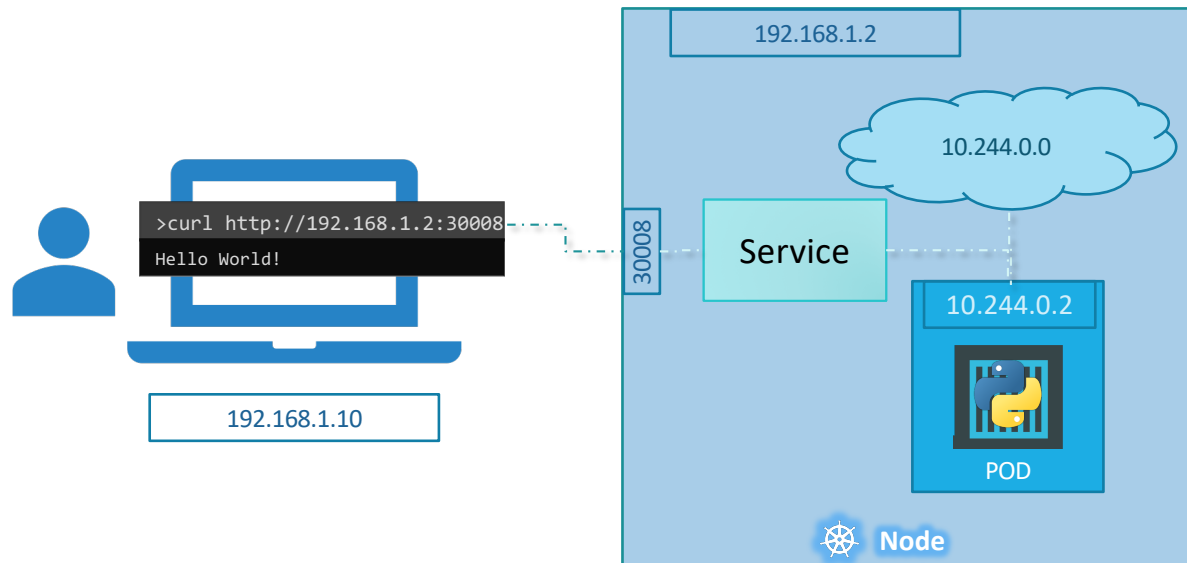 192.168.1.2
10.244.0.0
>curl http://192.168.1.2:30008
Hello World!
30008
Service
10.244.0.2
192.168.1.10
POD
Node